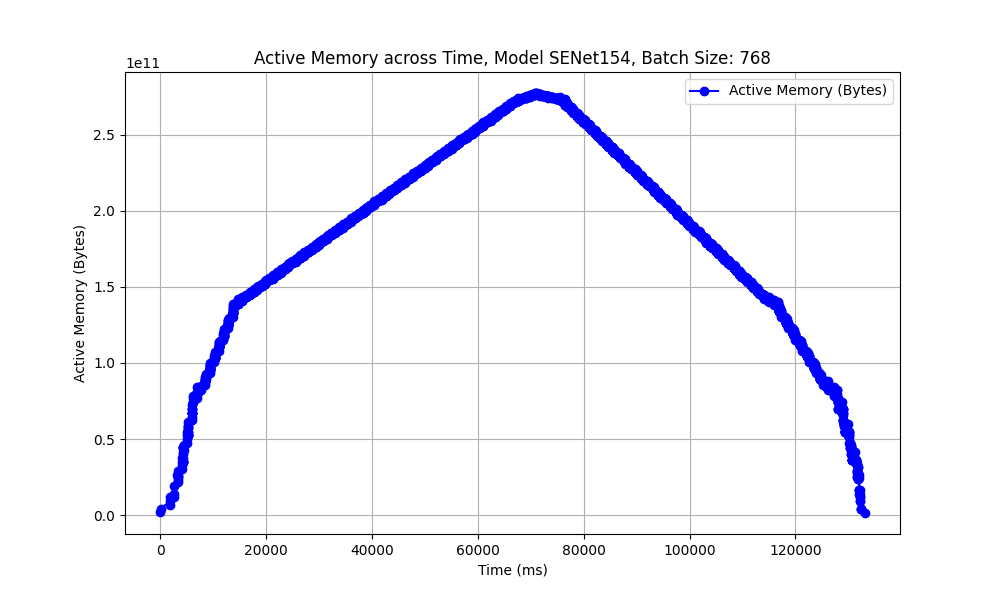 Active Memory across Time, Model SENet154, Batch Size: 768
1e11
Active Memory (Bytes)
2.5
2.0
1.5
1.0
0.5
0.0
Active Memory (Bytes)
0
20000
40000
60000
80000
100000
120000
Time (ms)